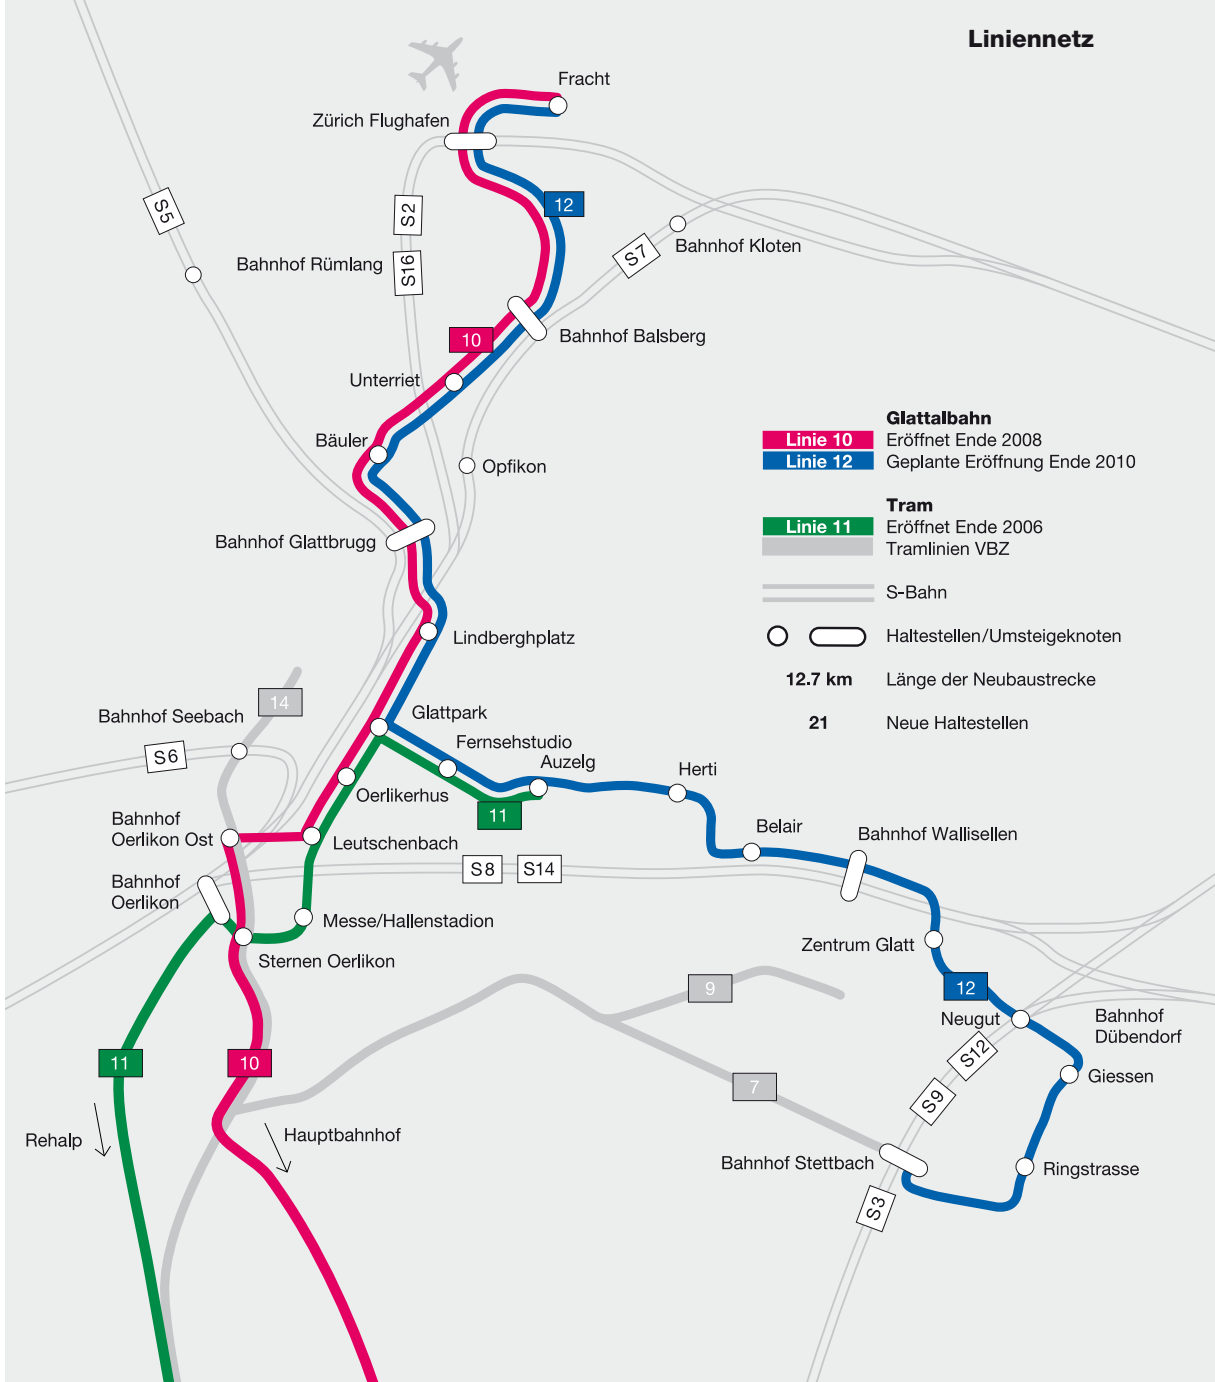 Liniennetz
Fracht
Zürich Flughafen
12
S5
S2
Bahnhof Kloten
S7
Bahnhof Rümlang
S16
10
Bahnhof Balsberg
Unterriet
Bäuler
Opfikon
Glattalbahn
Linie 10 Eröffnet Ende 2008
Linie 12 Geplante Eröffnung Ende 2010
Tram
Linie 11 Eröffnet Ende 2006
Tramlinien VBZ
S-Bahn
Haltestellen/Umsteigeknoten
12.7 km Länge der Neubaustrecke
21 Neue Haltestellen
Bahnhof Glattbrugg
Lindberghplatz
14
Bahnhof Seebach
Glattpark
S6
Fernsehstudio
Auzelg
Herti
Oerlikerhus
11
Bahnhof
Oerlikon Ost
Leutschenbach
Belair
Bahnhof Wallisellen
S8
S14
Bahnhof
Oerlikon
Messe/Hallenstadion
Sternen Oerlikon
Zentrum Glatt
9
12
Neugut
Bahnhof
Dübendorf
S12
11
10
7
Giessen
S9
Rehalp
Hauptbahnhof
Bahnhof Stettbach
Ringstrasse
S3